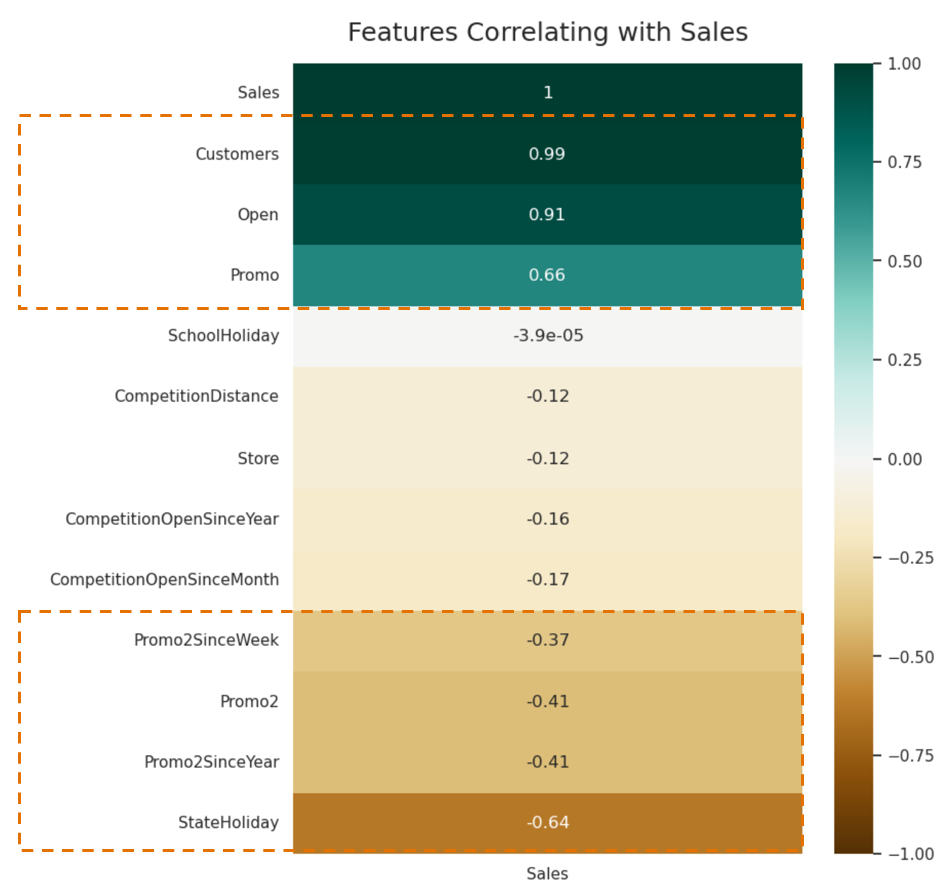 Features Correlating with Sales
Sales 1
Customers 0.99
Open 0.91
Promo 0.66
SchoolHoliday -3.9e-05
CompetitionDistance -0.12
Store -0.12
CompetitionOpenSinceYear -0.16
CompetitionOpenSinceMonth -0.17
Promo2SinceWeek -0.37
Promo2 -0.41
Promo2SinceYear -0.41
StateHoliday -0.64
Sales
1.00
0.75
0.50
0.25
0.00
−0.25
−0.50
−0.75
−1.00